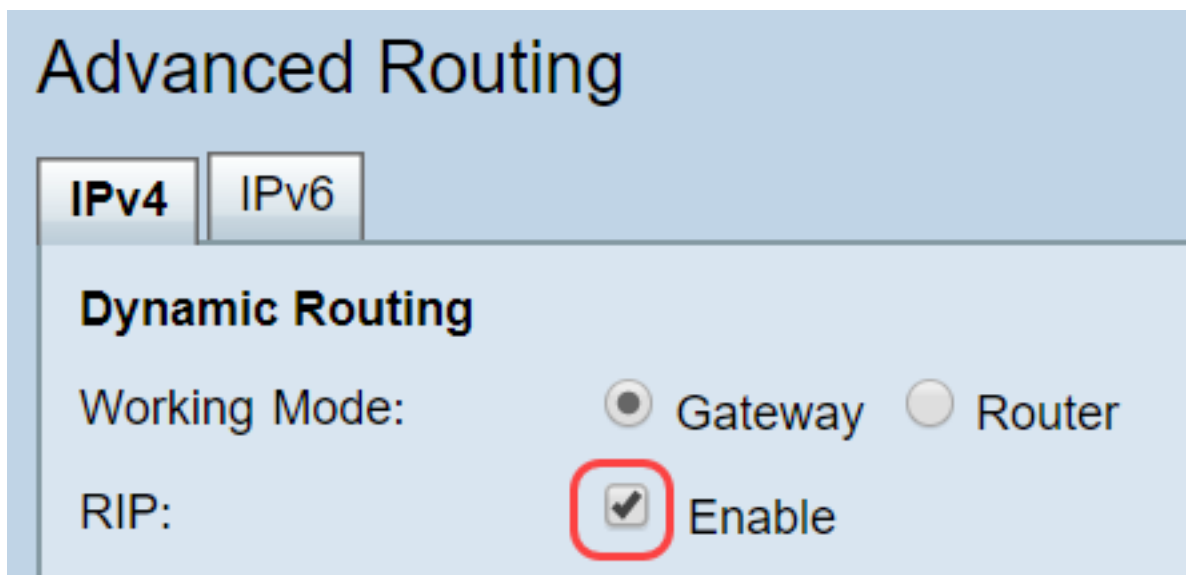 Advanced Routing
IPv4 IPv6
Dynamic Routing
Working Mode: Gateway Router
RIP: Enable